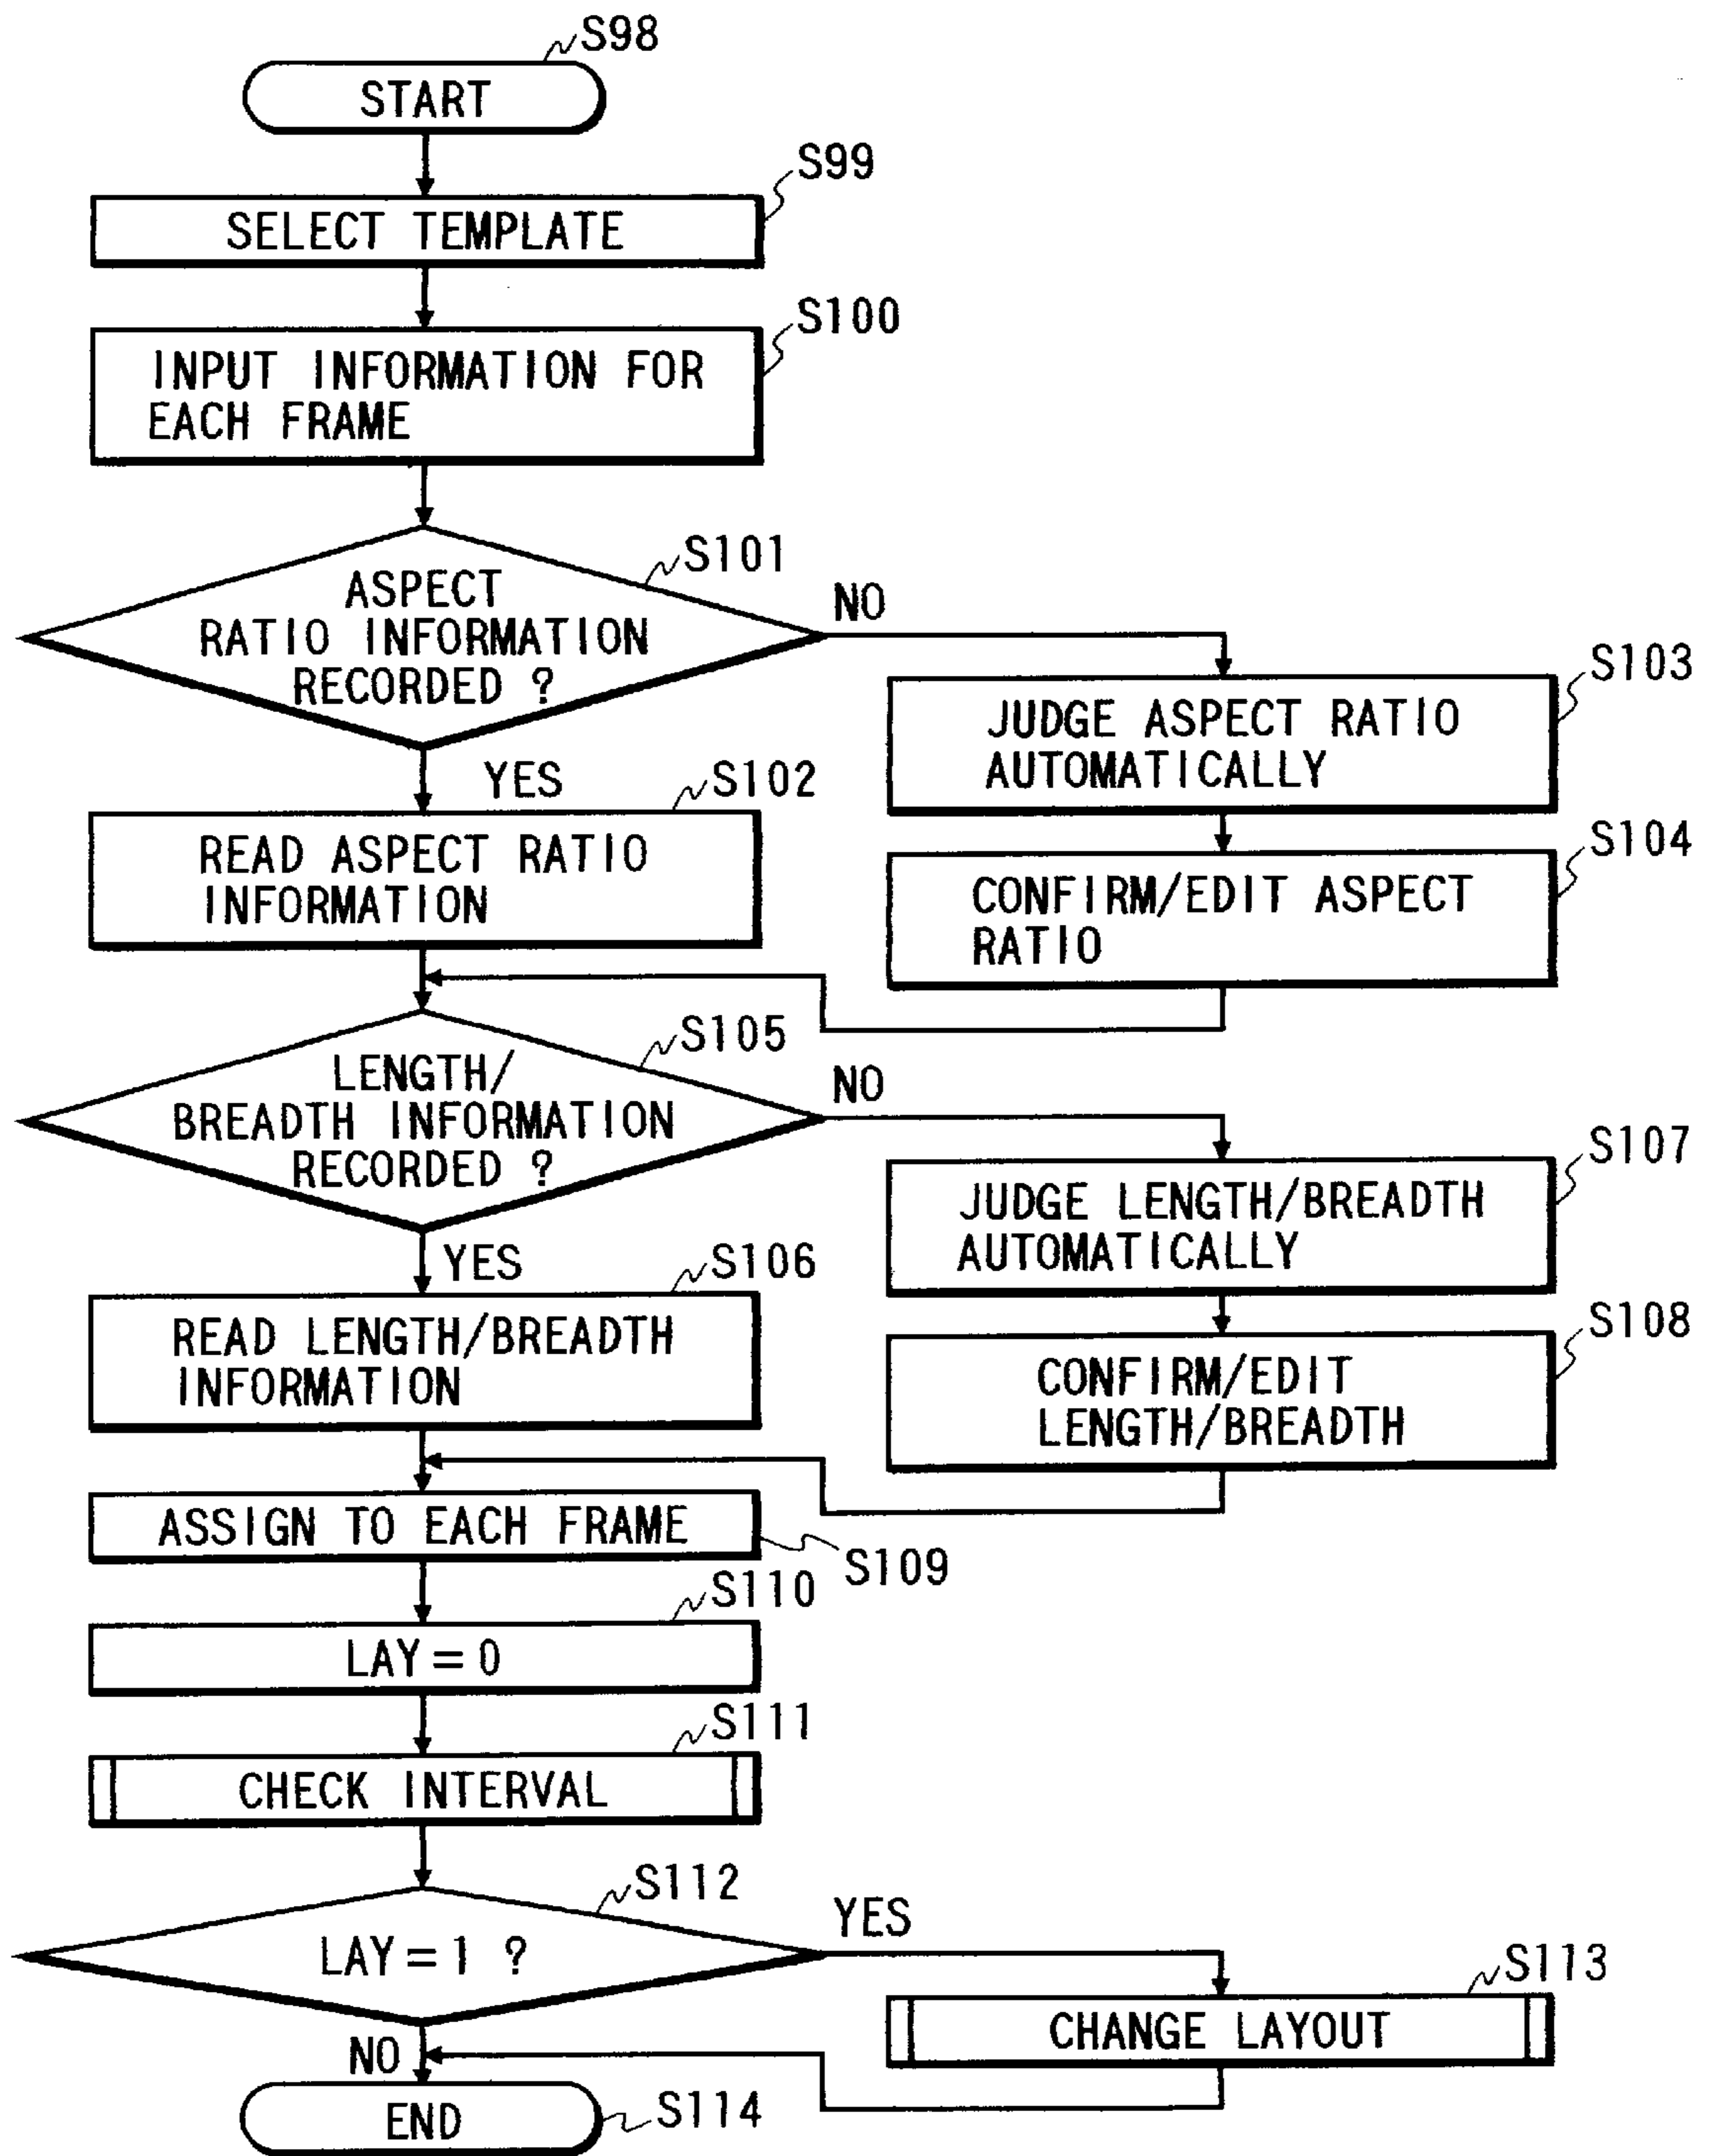 S98
START
S99
SELECT TEMPLATE
S100
INPUT INFORMATION FOR
EACH FRAME
S101
ASPECT
RATIO INFORMATION
RECORDED ?
NO
YES
S103
JUDGE ASPECT RATIO
AUTOMATICALLY
S102
READ ASPECT RATIO
INFORMATION
S104
CONFIRM/EDIT ASPECT
RATIO
S105
LENGTH/
BREADTH INFORMATION
RECORDED ?
NO
YES
S107
JUDGE LENGTH/BREADTH
AUTOMATICALLY
S106
READ LENGTH/BREADTH
INFORMATION
S108
CONFIRM/EDIT
LENGTH/BREADTH
ASSIGN TO EACH FRAME
S109
S110
LAY=0
S111
CHECK INTERVAL
S112
LAY=1 ?
YES
S113
CHANGE LAYOUT
NO
END
S114